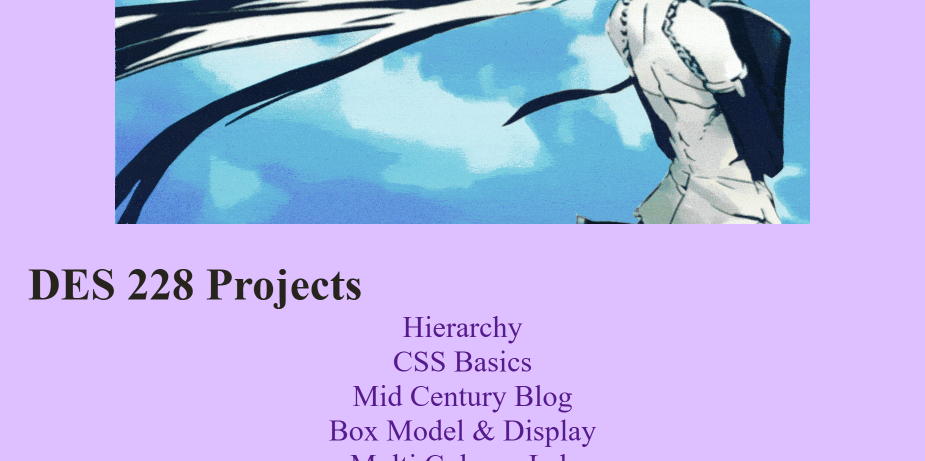 DES 228 Projects
Hierarchy
CSS Basics
Mid Century Blog
Box Model & Display